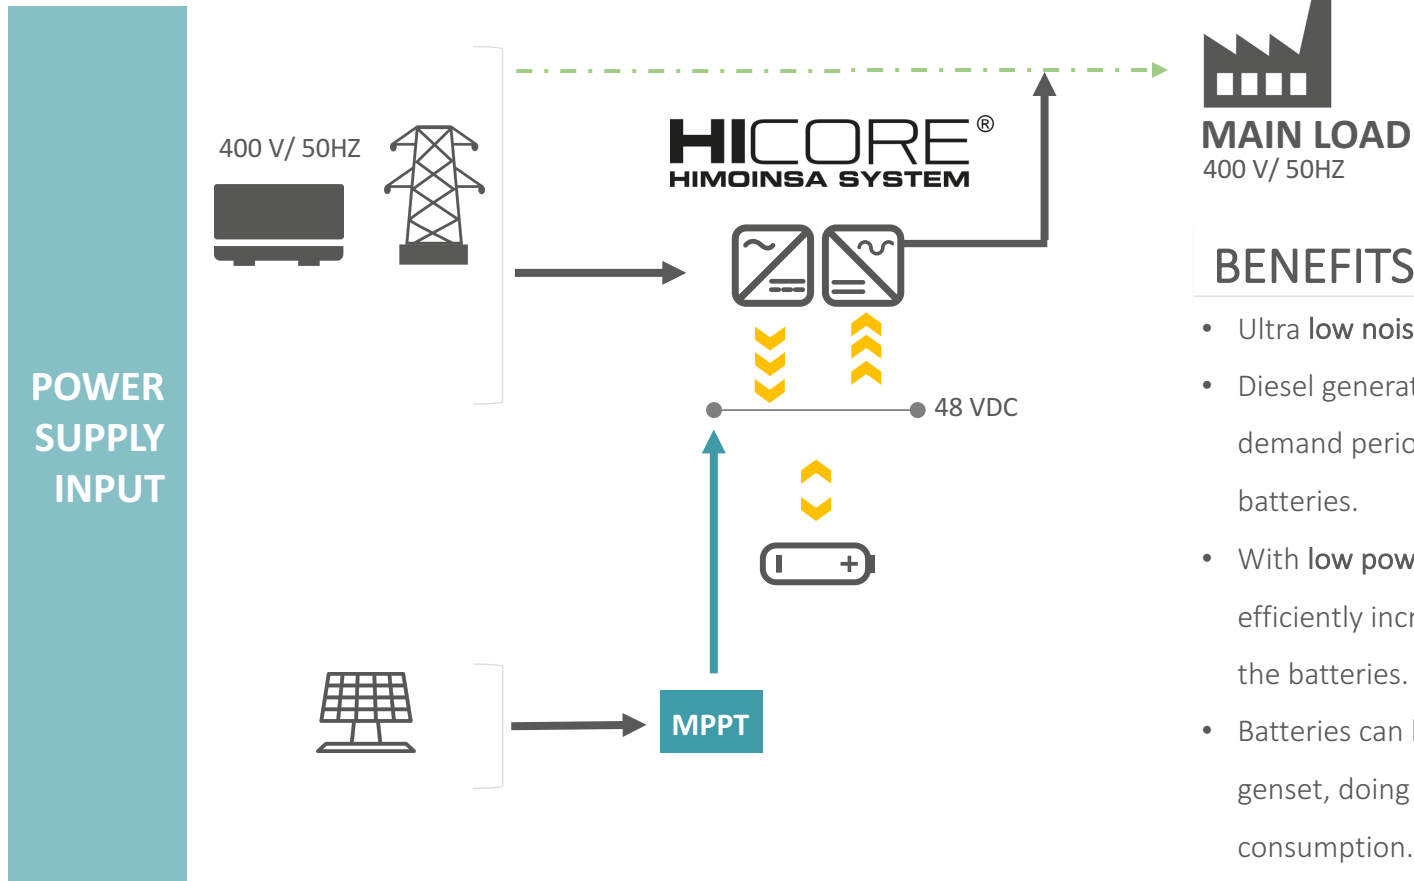 POWER
SUPPLY
INPUT
400 V/ 50HZ
HICORE®
HIMOINSA SYSTEM
48 VDC
MPPT
MAIN LOAD
400 V/ 50HZ
BENEFITS
• Ultra low nois
• Diesel generat
demand perio
batteries.
• With low pow
efficiently incr
the batteries.
• Batteries can
genset, doing
consumption.